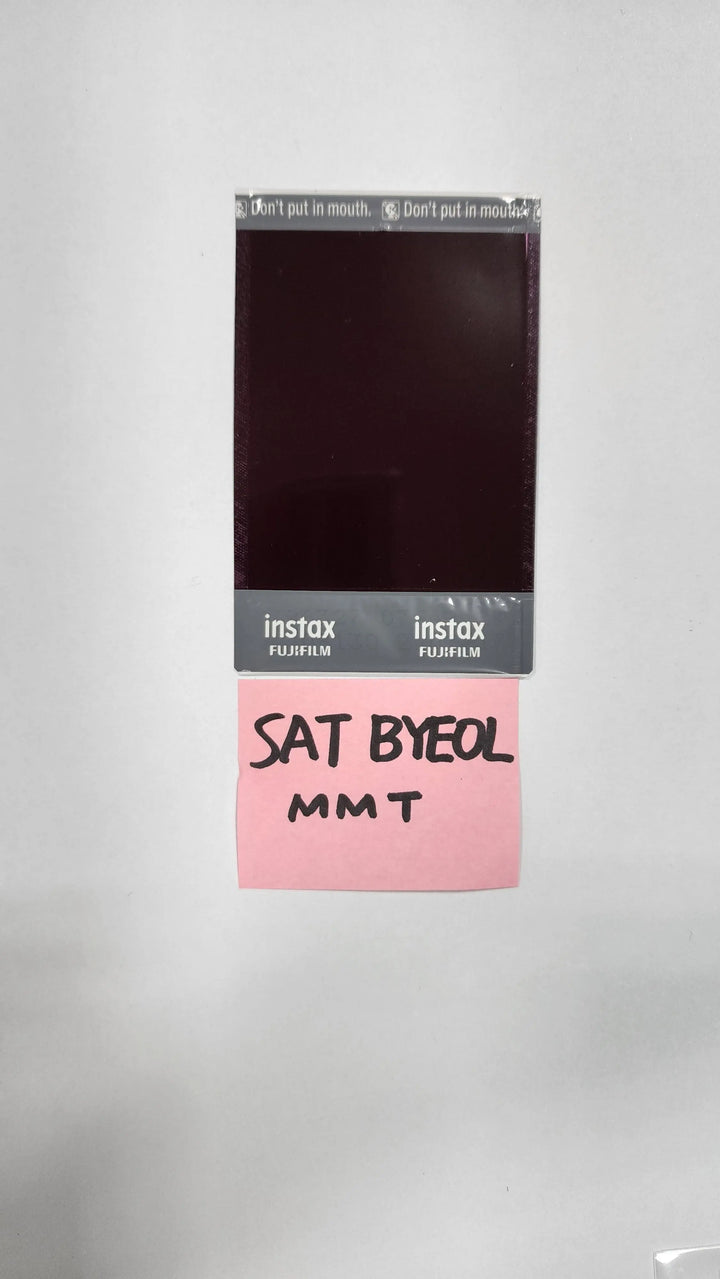 Don't put in mouth. Don't put in mouth.
instax instax
FUJIFILM FUJIFILM
SAT BYEOL
MMT